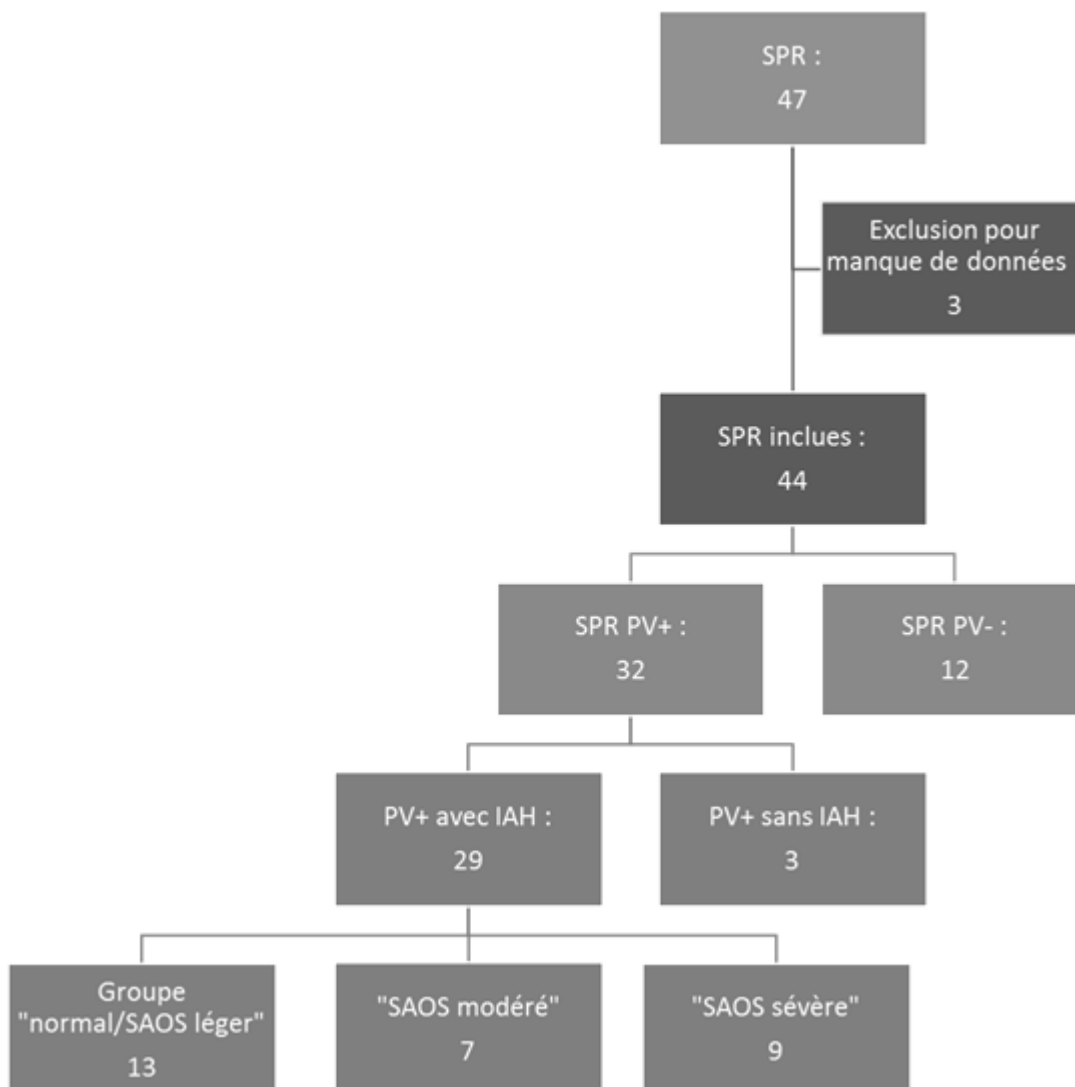 SPR :
47
Exclusion pour
manque de données
3
SPR inclues :
44
SPR PV+ :
32
SPR PV- :
12
PV+ avec IAH :
29
PV+ sans IAH :
3
Groupe
"normal/SAOS léger"
13
"SAOS modéré"
7
"SAOS sévère"
9